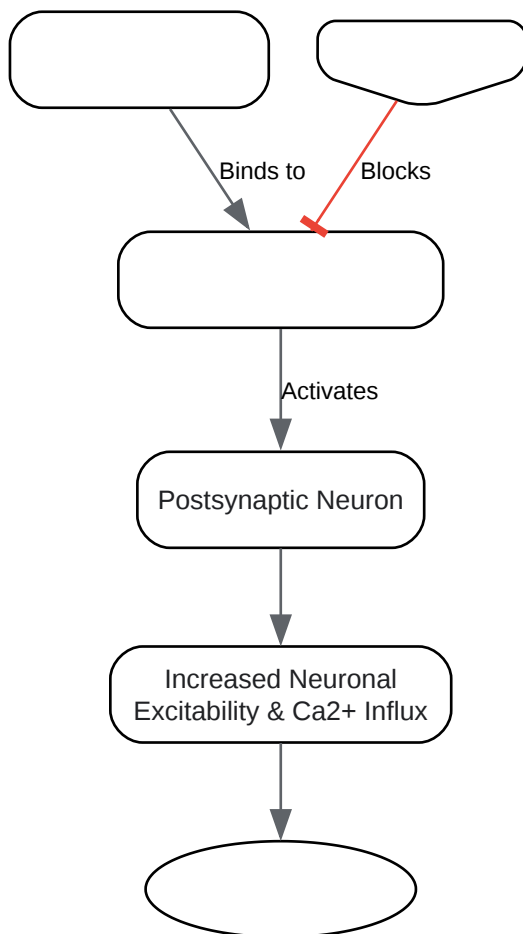 Binds to
Blocks
Activates
Postsynaptic Neuron
Increased Neuronal
Excitability & Ca2+ Influx